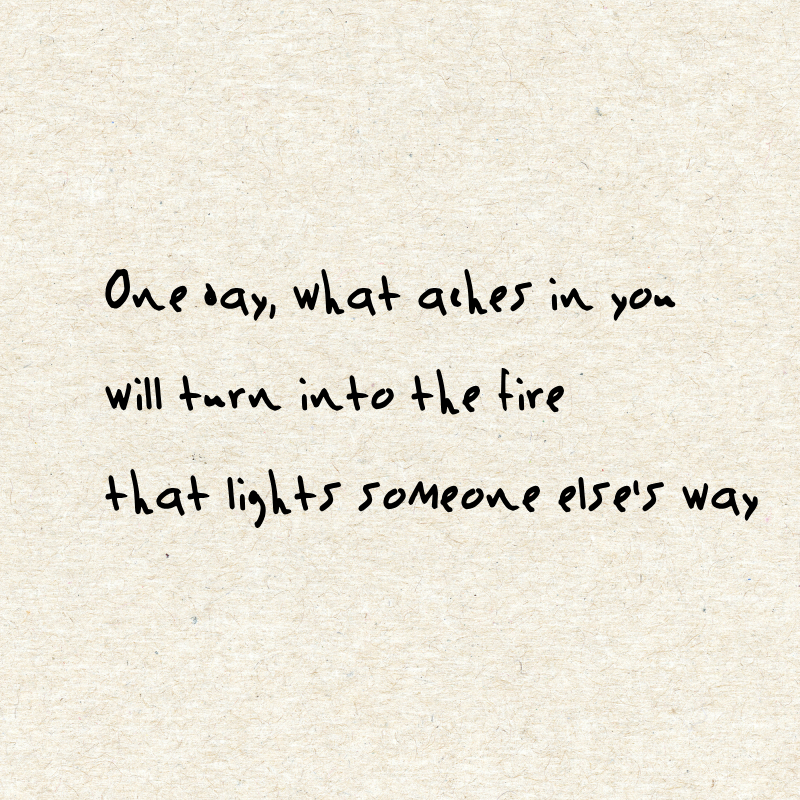 One day, what aches in you
will turn into the fire
that lights someone else's way